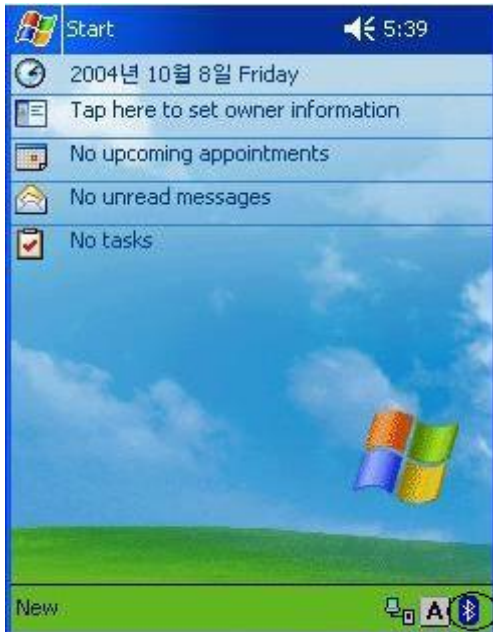 Start 5:39
2004년 10월 8일 Friday
Tap here to set owner information
No upcoming appointments
No unread messages
No tasks
New A